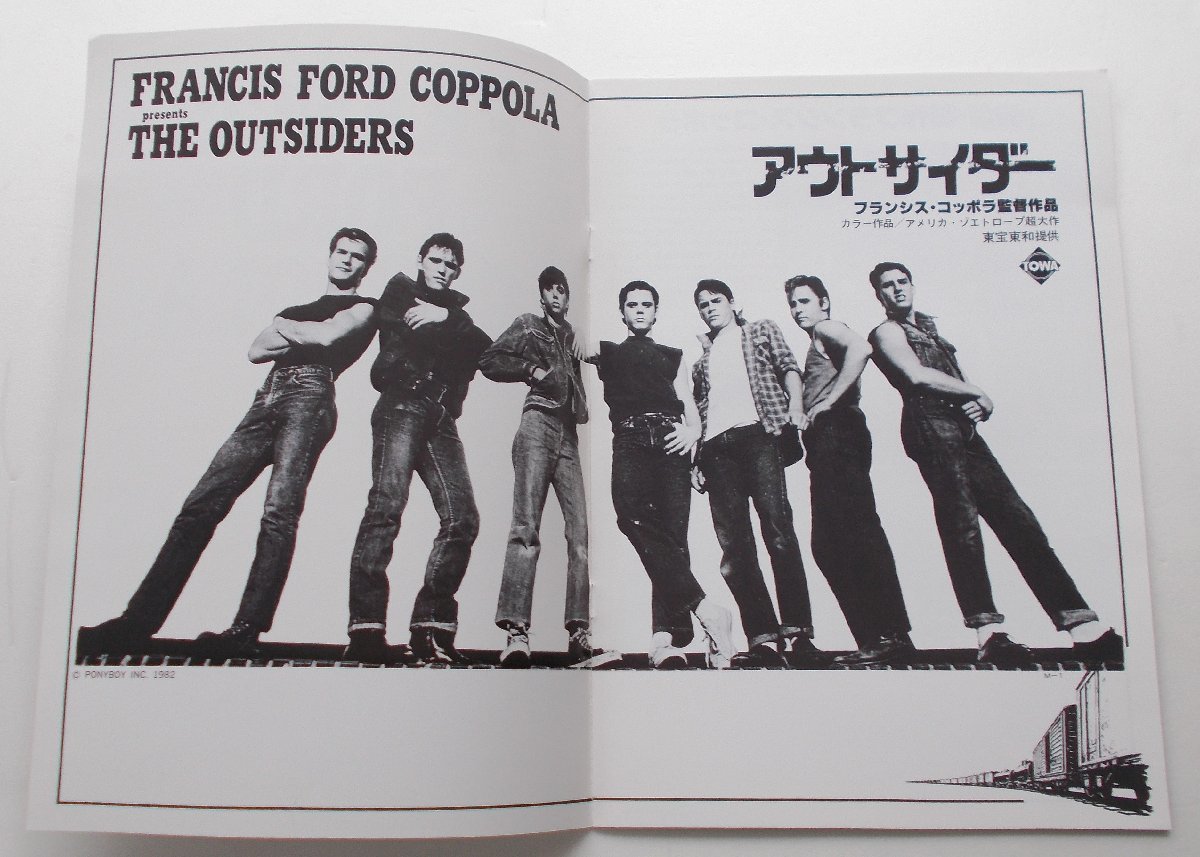 FRANCIS FORD COPPOLA
presents
THE OUTSIDERS
アウトサイダー
フランシス・コッポラ監督作品
カラー作品／アメリカ・ゾエトロープ超大作
東宝東和提供
TOWA
© PONYBOY INC. 1982
M-1